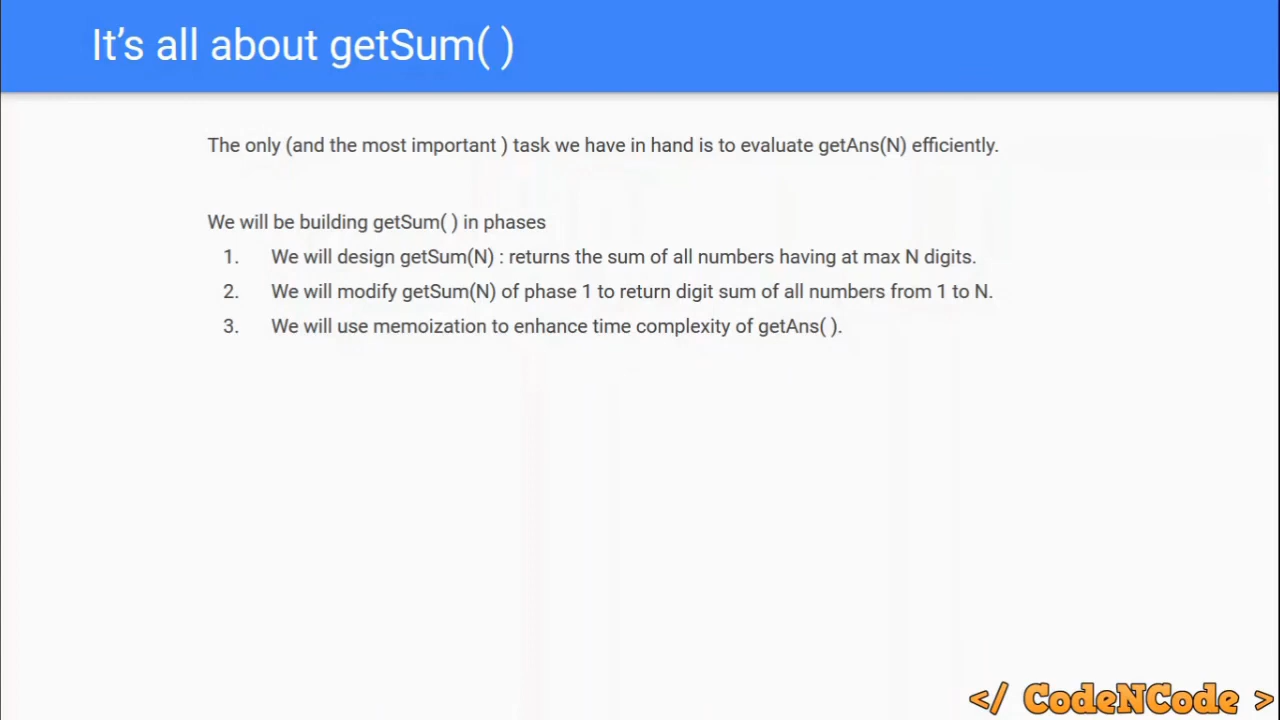 It’s all about getSum( )
The only (and the most important ) task we have in hand is to evaluate getAns(N) efficiently.
We will be building getSum( ) in phases
1. We will design getSum(N) : returns the sum of all numbers having at max N digits.
2. We will modify getSum(N) of phase 1 to return digit sum of all numbers from 1 to N.
3. We will use memoization to enhance time complexity of getAns( ).
</ CodeNCode >